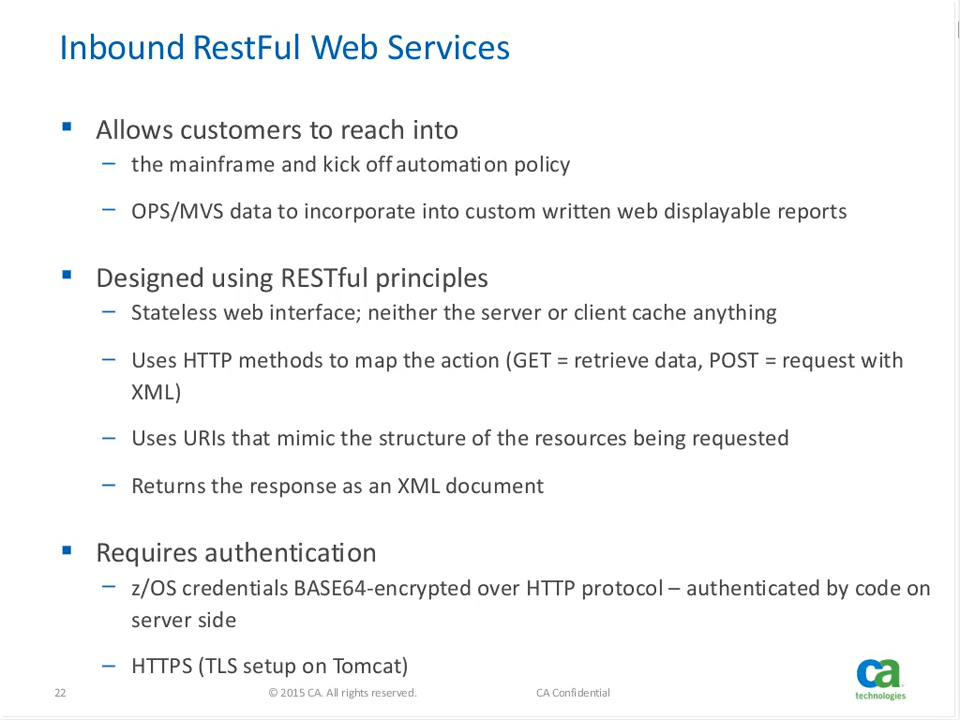 Inbound RestFul Web Services
▪ Allows customers to reach into
– the mainframe and kick off automation policy
– OPS/MVS data to incorporate into custom written web displayable reports
▪ Designed using RESTful principles
– Stateless web interface; neither the server or client cache anything
– Uses HTTP methods to map the action (GET = retrieve data, POST = request with
XML)
– Uses URIs that mimic the structure of the resources being requested
– Returns the response as an XML document
▪ Requires authentication
– z/OS credentials BASE64-encrypted over HTTP protocol – authenticated by code on
server side
– HTTPS (TLS setup on Tomcat)
22 © 2015 CA. All rights reserved. CA Confidential
ca
technologies